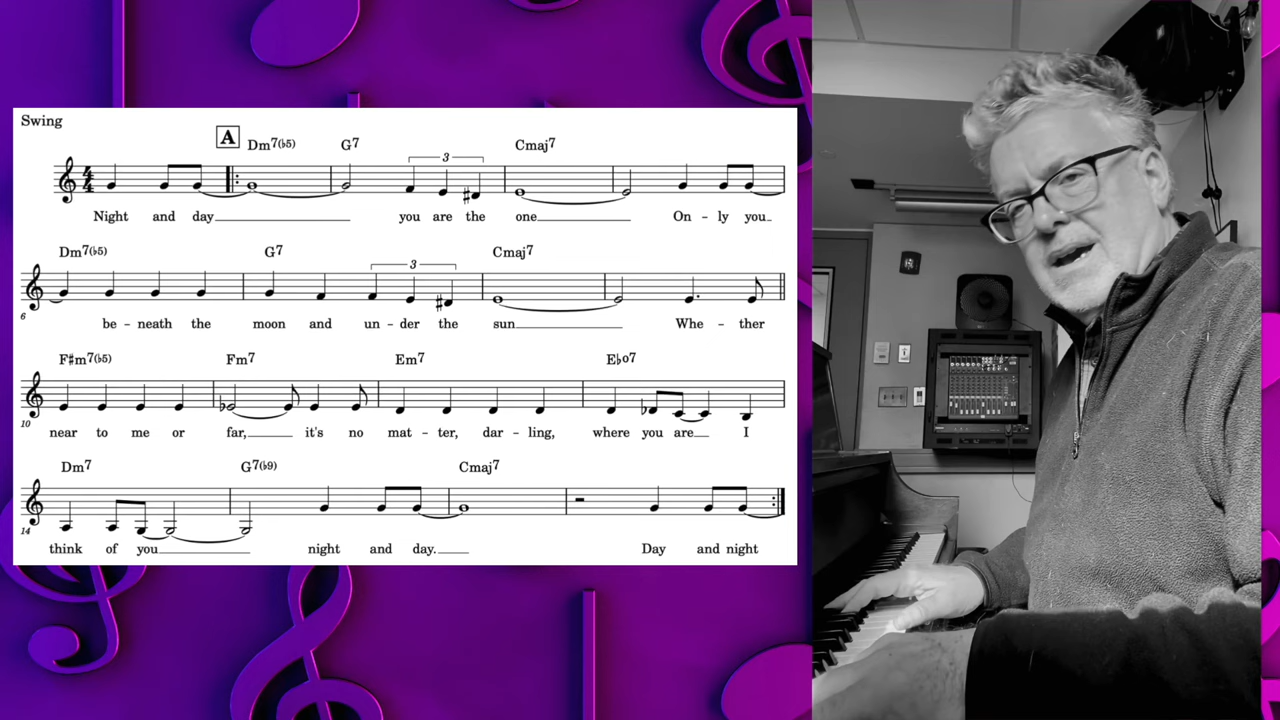 Swing
A Dm7(♭5) G7 Cmaj7
3
4 4
Night and day you are the one On - ly you
Dm7(♭5) G7 Cmaj7
3
6
be - neath the moon and un - der the sun Whe - ther
F♯m7(♭5) Fm7 Em7 E♭o7
10
near to me or far, it's no mat - ter, dar - ling, where you are I
Dm7 G7(♭9) Cmaj7
14
think of you night and day. Day and night